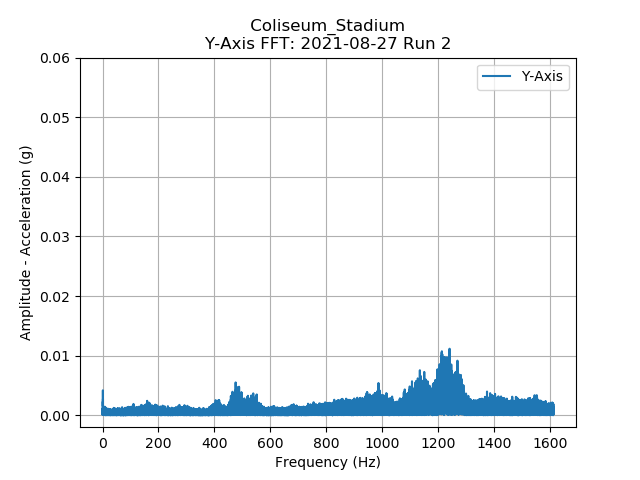 Coliseum_Stadium
Y-Axis FFT: 2021-08-27 Run 2
Y-Axis
0.06
0.05
0.04
0.03
0.02
0.01
0.00
Amplitude - Acceleration (g)
0 200 400 600 800 1000 1200 1400 1600
Frequency (Hz)